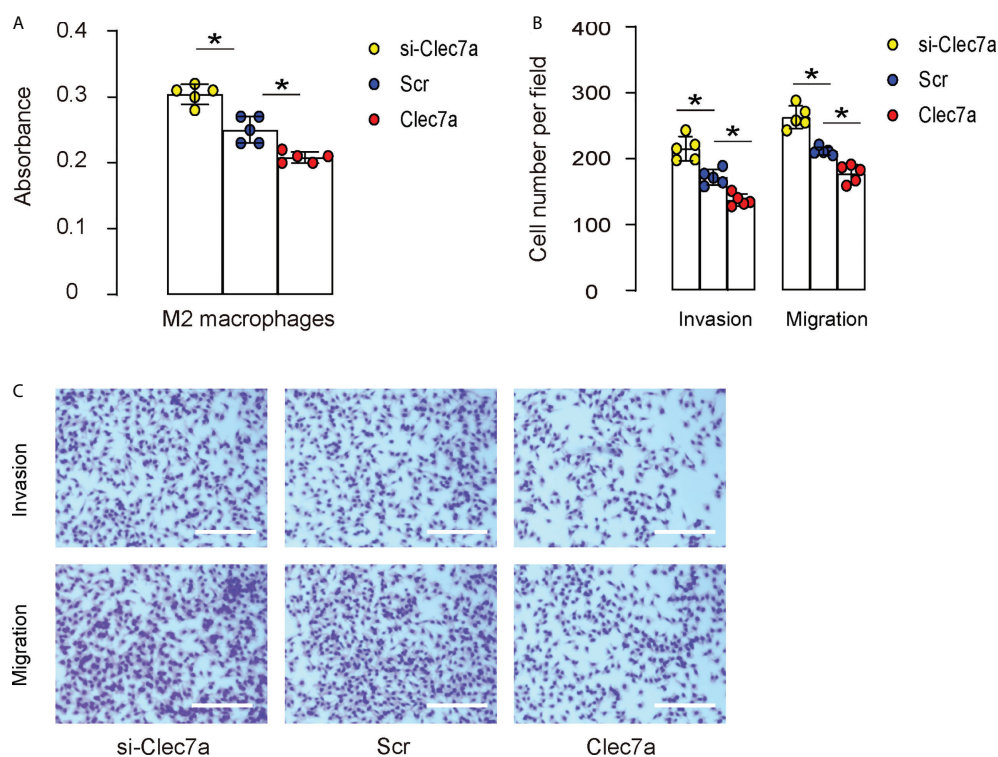 A
Absorbance
0.4
0.3
0.2
0.1
0
*
*
M2 macrophages
si-Clec7a
Scr
Clec7a
B
Cell number per field
400
300
200
100
0
*
*
*
*
Invasion
Migration
si-Clec7a
Scr
Clec7a
C
Invasion
Migration
si-Clec7a
Scr
Clec7a